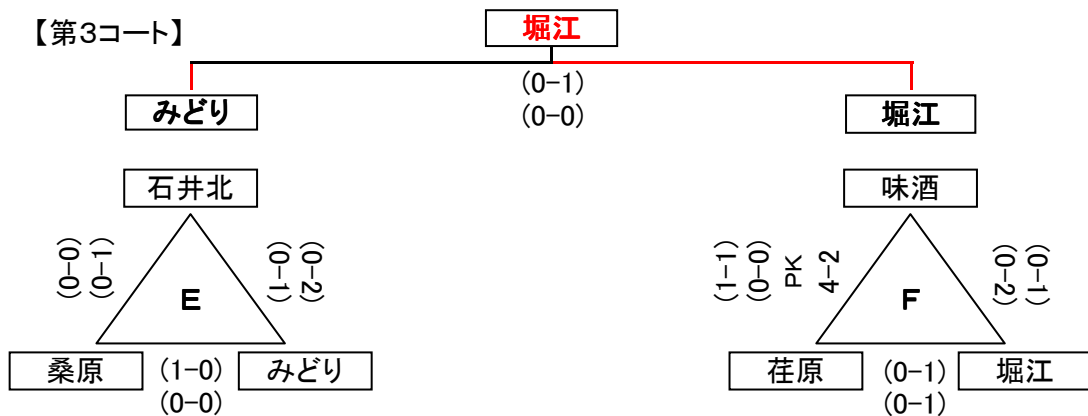 【第3コート】
堀江
(0-1)
(0-0)
みどり
堀江
石井北
味酒
(0-0)
(0-1)
(0-1)
(0-2)
E
(1-1)
(0-0)
PK
4-2
(0-2)
(0-1)
F
桑原
(1-0)
(0-0)
みどり
荏原
(0-1)
(0-1)
堀江